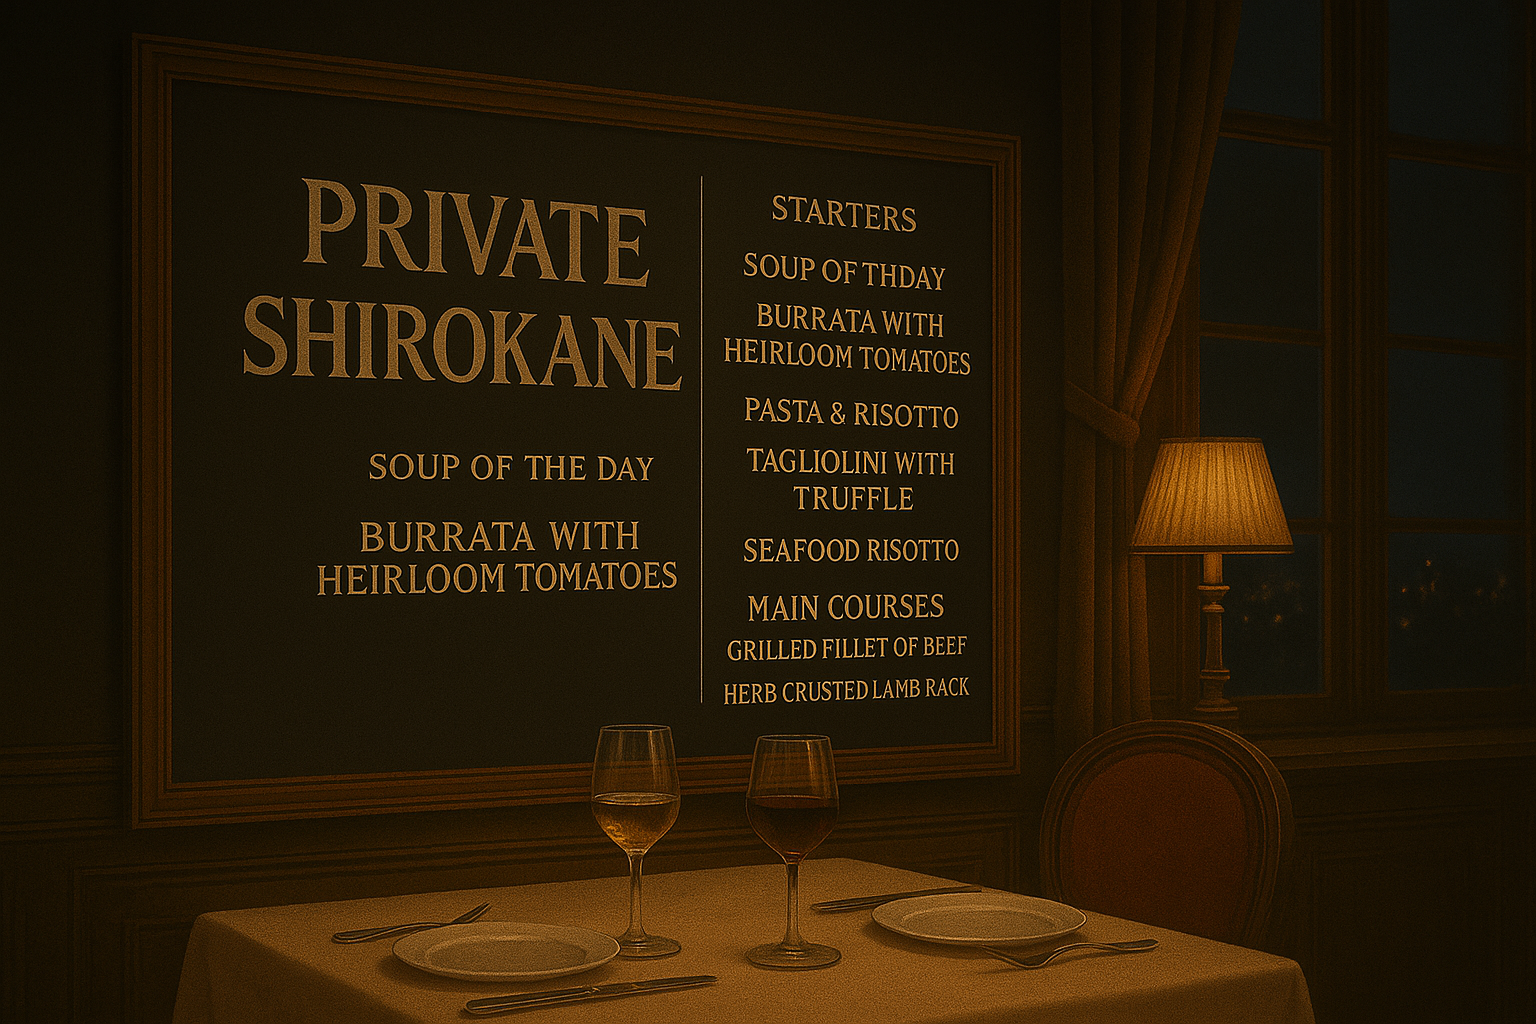 PRIVATE
SHIROKANE
SOUP OF THE DAY
BURRATA WITH
HEIRLOOM TOMATOES
STARTERS
SOUP OF THDAY
BURRATA WITH
HEIRLOOM TOMATOES
PASTA & RISOTTO
TAGLIOLINI WITH
TRUFFLE
SEAFOOD RISOTTO
MAIN COURSES
GRILLED FILLET OF BEEF
HERB CRUSTED LAMB RACK